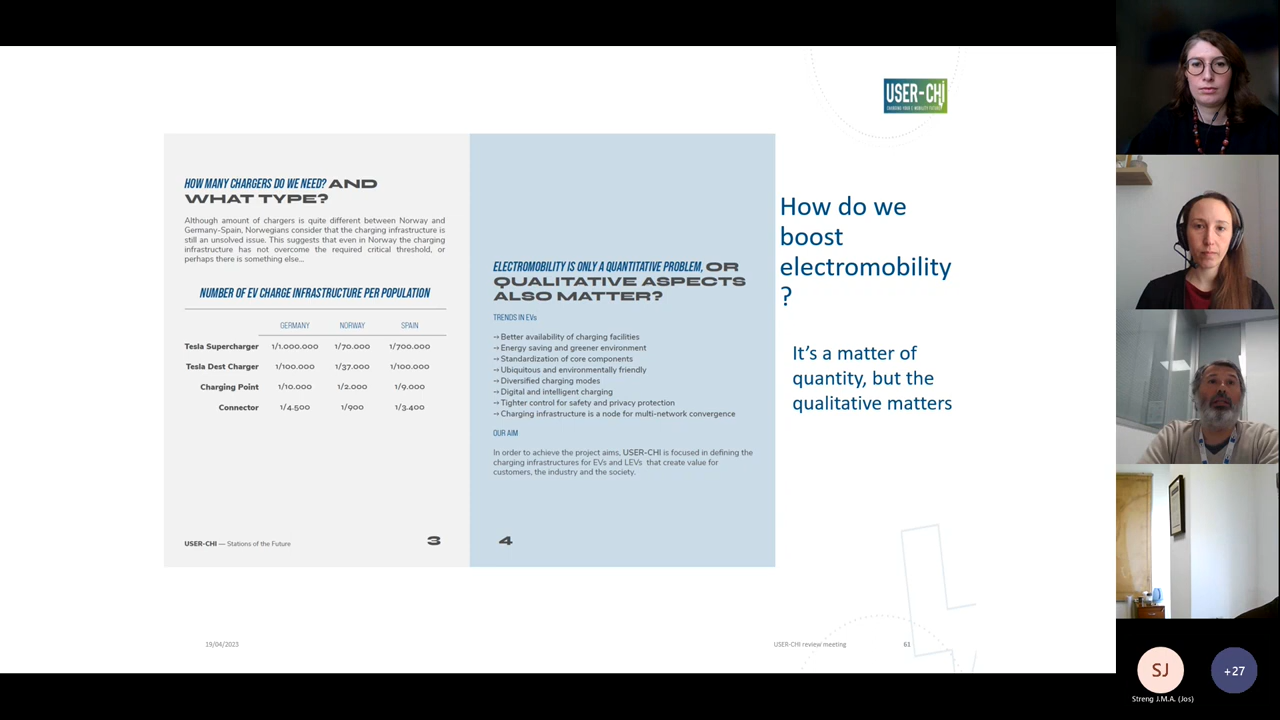 USER-CHi
CHARGING YOUR E-MOBILITY FUTURE
HOW MANY CHARGERS DO WE NEED? AND
WHAT TYPE?
Although amount of chargers is quite different between Norway and
Germany-Spain, Norwegians consider that the charging infrastructure is
still an unsolved issue. This suggests that even in Norway the charging
infrastructure has not overcome the required critical threshold, or
perhaps there is something else...
NUMBER OF EV CHARGE INFRASTRUCTURE PER POPULATION
GERMANY NORWAY SPAIN
Tesla Supercharger 1/1.000.000 1/70.000 1/700.000
Tesla Dest Charger 1/100.000 1/37.000 1/100.000
Charging Point 1/10.000 1/2.000 1/9.000
Connector 1/4.500 1/900 1/3.400
USER-CHI — Stations of the Future
3
ELECTROMOBILITY IS ONLY A QUANTITATIVE PROBLEM, OR
QUALITATIVE ASPECTS
ALSO MATTER?
TRENDS IN EVs
→ Better availability of charging facilities
→ Energy saving and greener environment
→ Standardization of core components
→ Ubiquitous and environmentally friendly
→ Diversified charging modes
→ Digital and intelligent charging
→ Tighter control for safety and privacy protection
→ Charging infrastructure is a node for multi-network convergence
OUR AIM
In order to achieve the project aims, USER-CHI is focused in defining the
charging infrastructures for EVs and LEVs that create value for
customers, the industry and the society.
4
How do we
boost
electromobility
?
It's a matter of
quantity, but the
qualitative matters
19/04/2023
USER-CHI review meeting
61
SJ
+27
Streng J.M.A. (Jos)